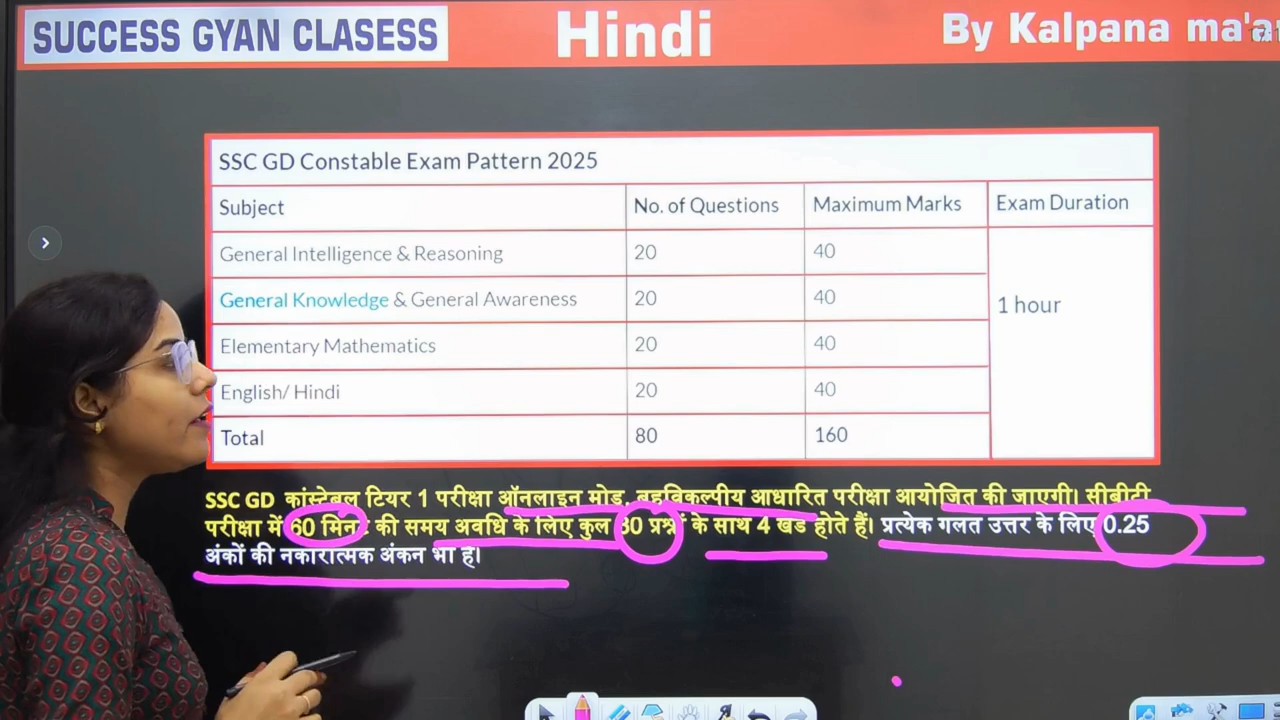 SUCCESS GYAN CLASESS
Hindi
By Kalpana ma'am
SSC GD Constable Exam Pattern 2025
Subject No. of Questions Maximum Marks Exam Duration
General Intelligence & Reasoning 20 40
General Knowledge & General Awareness 20 40
1 hour
Elementary Mathematics 20 40
English/ Hindi 20 40
Total 80 160
SSC GD कांस्टेबल टियर 1 परीक्षा ऑनलाइन मोड, बहुविकल्पीय आधारित परीक्षा आयोजित की जाएगी। सीबीटी
परीक्षा में 60 मिनट की समय अवधि के लिए कुल 80 प्रश्नों के साथ 4 खंड होते हैं। प्रत्येक गलत उत्तर के लिए 0.25
अंकों की नकारात्मक अंकन भी है।